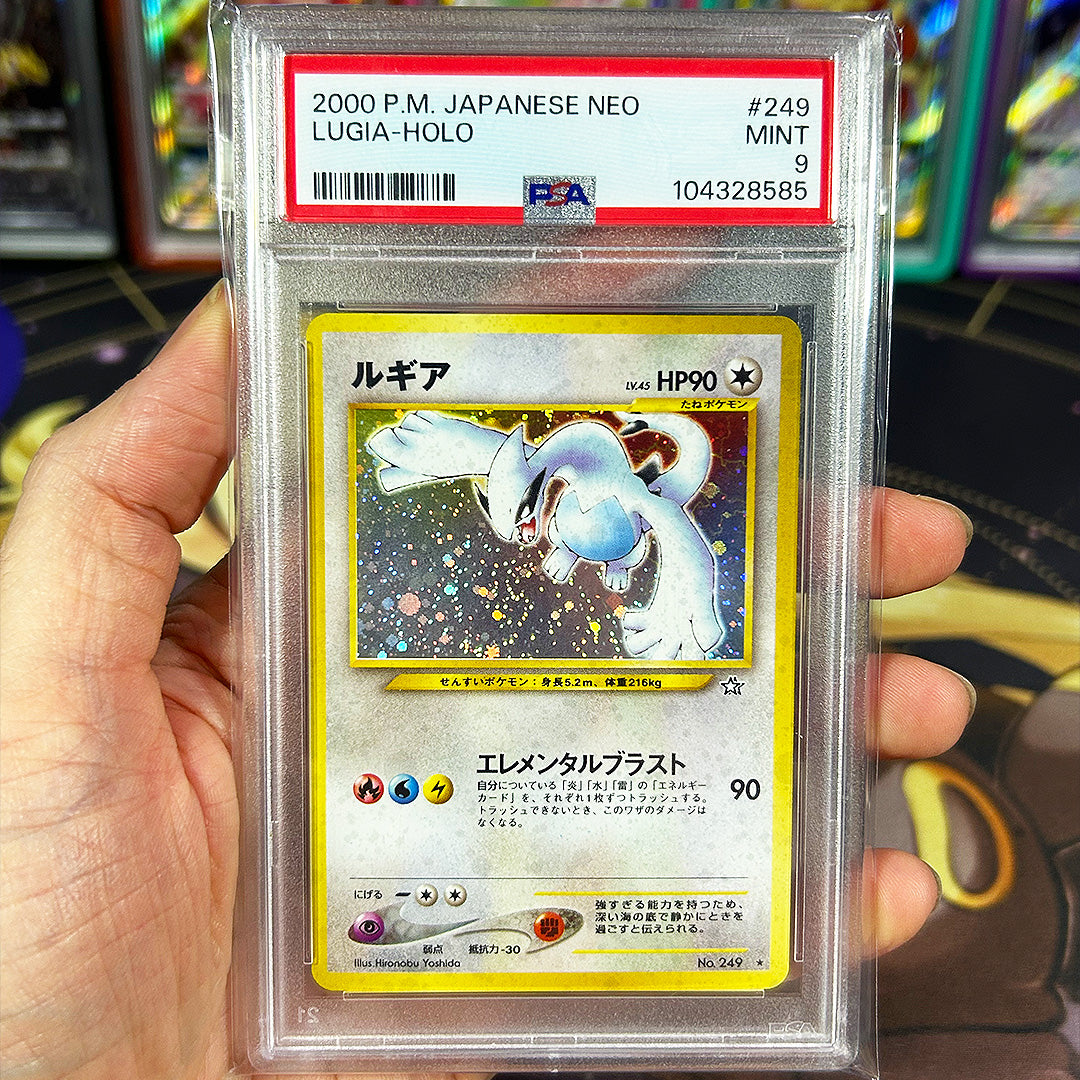 2000 P.M. JAPANESE NEO #249
LUGIA-HOLO MINT
9
PSA 104328585
ルギア LV.45 HP90
たねポケモン
せんすいポケモン：身長5.2m、体重216kg
エレメンタルブラスト
自分についている「炎」「水」「雷」の「エネルギー
カード」を、それぞれ1枚ずつトラッシュする。
トラッシュできないとき、このワザのダメージは
なくなる。
90
にげる
強すぎる能力を持つため、
深い海の底で静かにときを
過ごすと伝えられる。
弱点 抵抗力-30
Illus.Hironobu Yoshida No. 249 ★
PSA